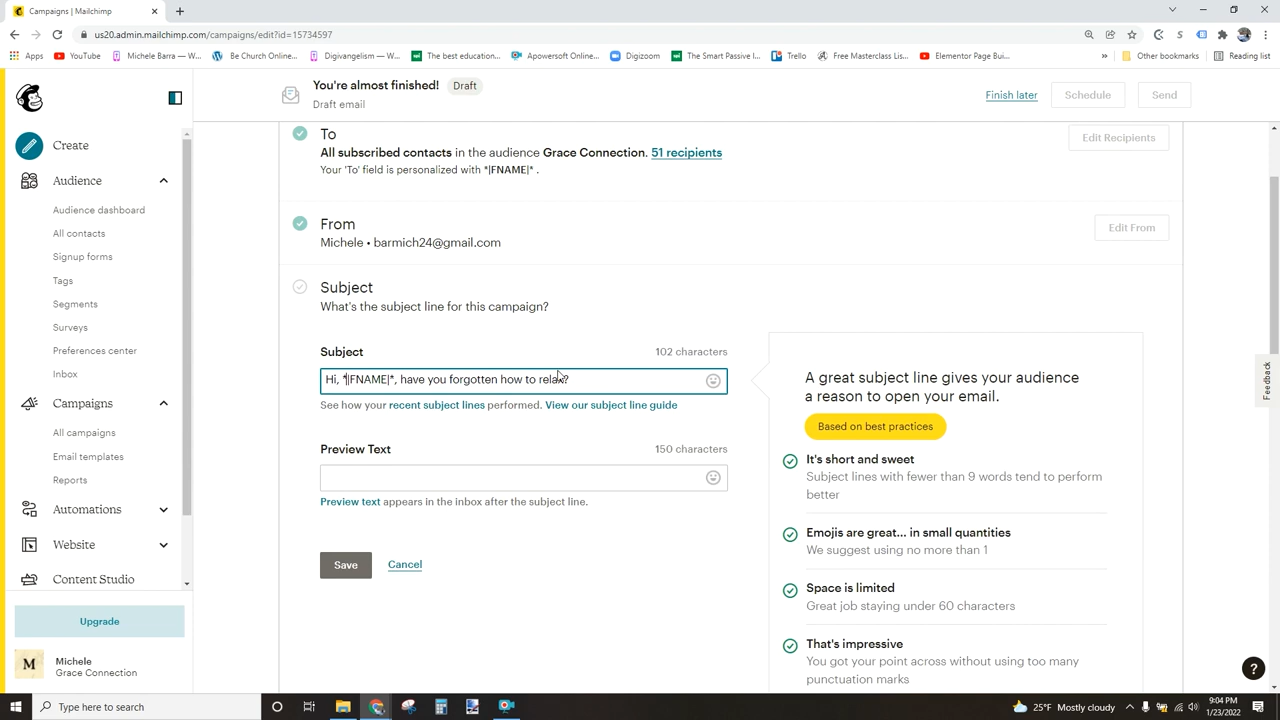 Campaigns | Mailchimp
us20.admin.mailchimp.com/campaigns/edit?id=15734597
Apps
YouTube
Michele Barra — W...
Be Church Onlin...
Digivangelism — W...
The best education...
Apowersoft Online...
Digizoom
The Smart Passive I...
Trello
Free Masterclass Lis...
Elementor Page Bui...
»
Other bookmarks
Reading list
You're almost finished!
Draft
Draft email
Finish later
Schedule
Send
Create
Audience
Audience dashboard
All contacts
Signup forms
Tags
Segments
Surveys
Preferences center
Inbox
Campaigns
All campaigns
Email templates
Reports
Automations
Website
Content Studio
Upgrade
M
Michele
Grace Connection
To
All subscribed contacts in the audience Grace Connection. 51 recipients
Your 'To' field is personalized with *|FNAME|* .
Edit Recipients
From
Michele • barmich24@gmail.com
Edit From
Subject
What's the subject line for this campaign?
Subject
102 characters
Hi, *|FNAME|*, have you forgotten how to relax?
See how your recent subject lines performed. View our subject line guide
Preview Text
150 characters
Preview text appears in the inbox after the subject line.
Save
Cancel
A great subject line gives your audience
a reason to open your email.
Based on best practices
It's short and sweet
Subject lines with fewer than 9 words tend to perform
better
Emojis are great... in small quantities
We suggest using no more than 1
Space is limited
Great job staying under 60 characters
That's impressive
You got your point across without using too many
punctuation marks
Feedback
?
Type here to search
25°F Mostly cloudy
9:04 PM
1/23/2022